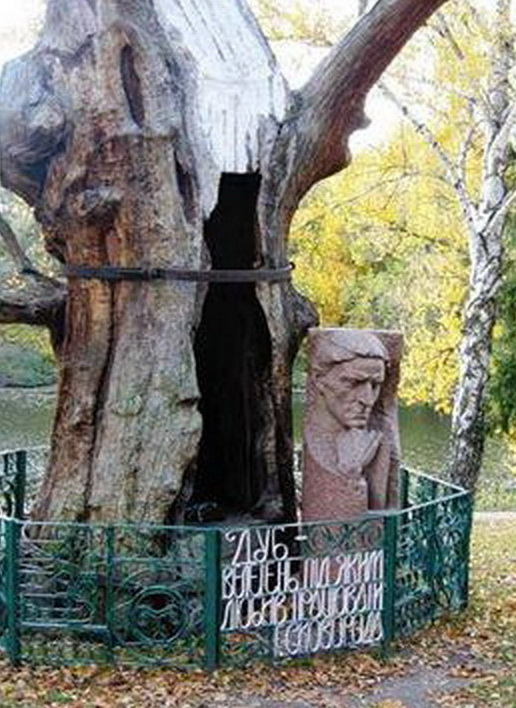 ДУБ –
ВЕЛЕТЕНЬ, ПІД ЯКИМ
ЛЮБИВ ПРАЦЮВАТИ
Г. СКОВОРОДА